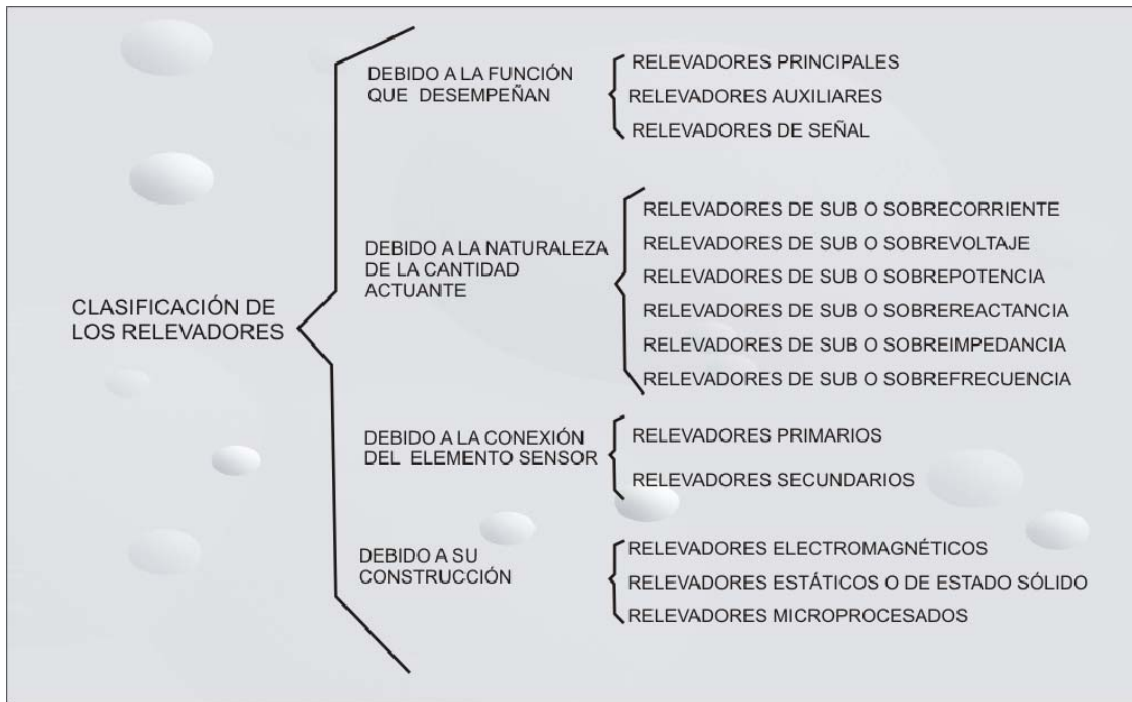 CLASIFICACIÓN DE
LOS RELEVADORES
DEBIDO A LA FUNCIÓN
QUE DESEMPEÑAN
RELEVADORES PRINCIPALES
RELEVADORES AUXILIARES
RELEVADORES DE SEÑAL
DEBIDO A LA NATURALEZA
DE LA CANTIDAD
ACTUANTE
RELEVADORES DE SUB O SOBRECORRIENTE
RELEVADORES DE SUB O SOBREVOLTAJE
RELEVADORES DE SUB O SOBREPOTENCIA
RELEVADORES DE SUB O SOBREREACTANCIA
RELEVADORES DE SUB O SOBREIMPEDANCIA
RELEVADORES DE SUB O SOBREFRECUENCIA
DEBIDO A LA CONEXIÓN
DEL ELEMENTO SENSOR
RELEVADORES PRIMARIOS
RELEVADORES SECUNDARIOS
DEBIDO A SU
CONSTRUCCIÓN
RELEVADORES ELECTROMAGNÉTICOS
RELEVADORES ESTÁTICOS O DE ESTADO SÓLIDO
RELEVADORES MICROPROCESADOS